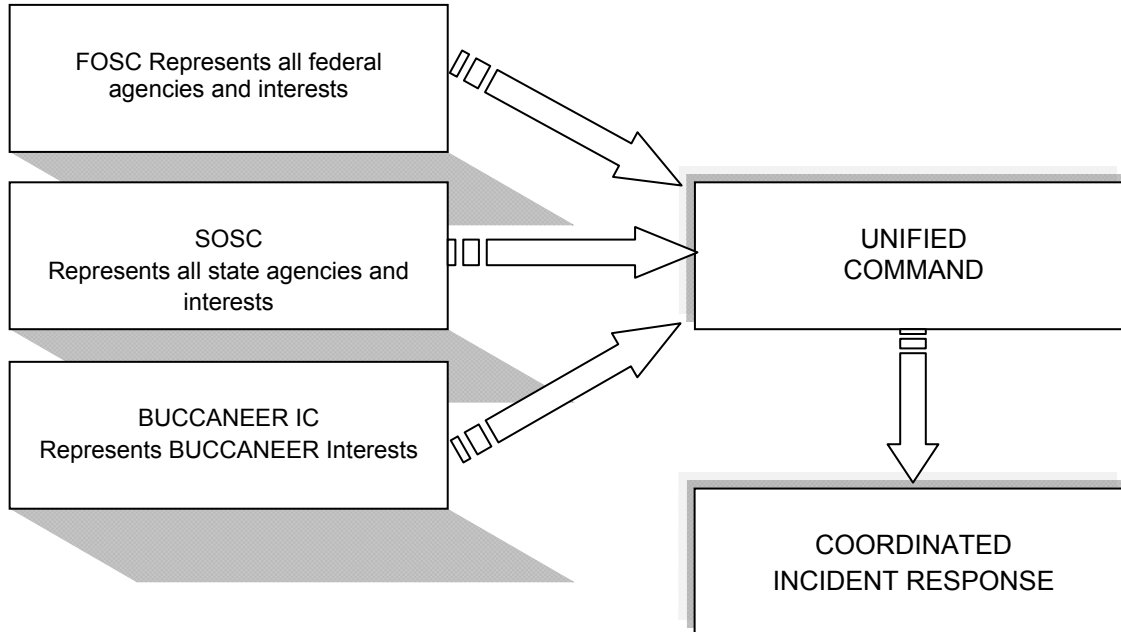 FOSC Represents all federal
agencies and interests
SOSC
Represents all state agencies and
interests
BUCCANEER IC
Represents BUCCANEER Interests
UNIFIED
COMMAND
COORDINATED
INCIDENT RESPONSE